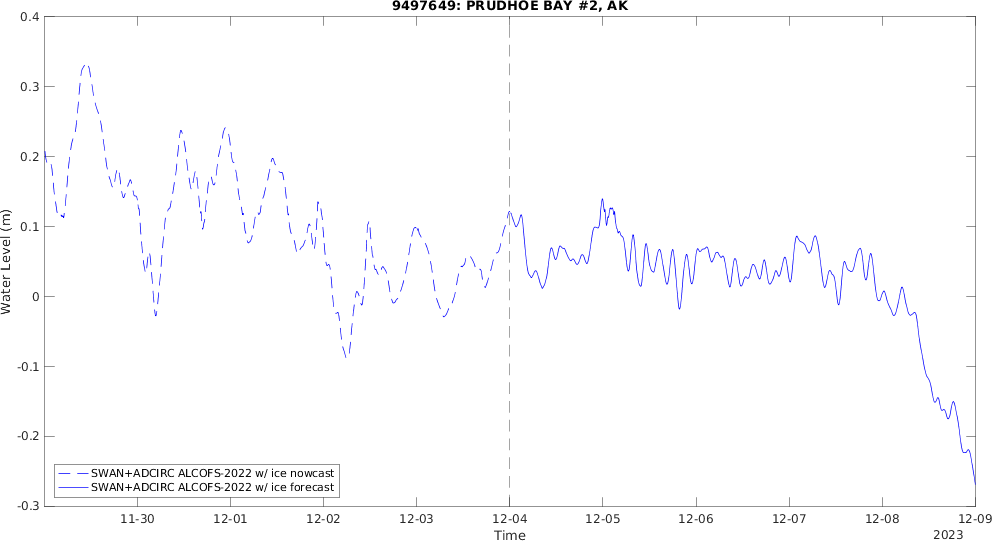 9497649: PRUDHOE BAY #2, AK
Water Level (m)
0.4
0.3
0.2
0.1
0
-0.1
-0.2
-0.3
SWAN+ADCIRC ALCOFS-2022 w/ ice nowcast
SWAN+ADCIRC ALCOFS-2022 w/ ice forecast
11-30 12-01 12-02 12-03 12-04 12-05 12-06 12-07 12-08 12-09
Time
2023